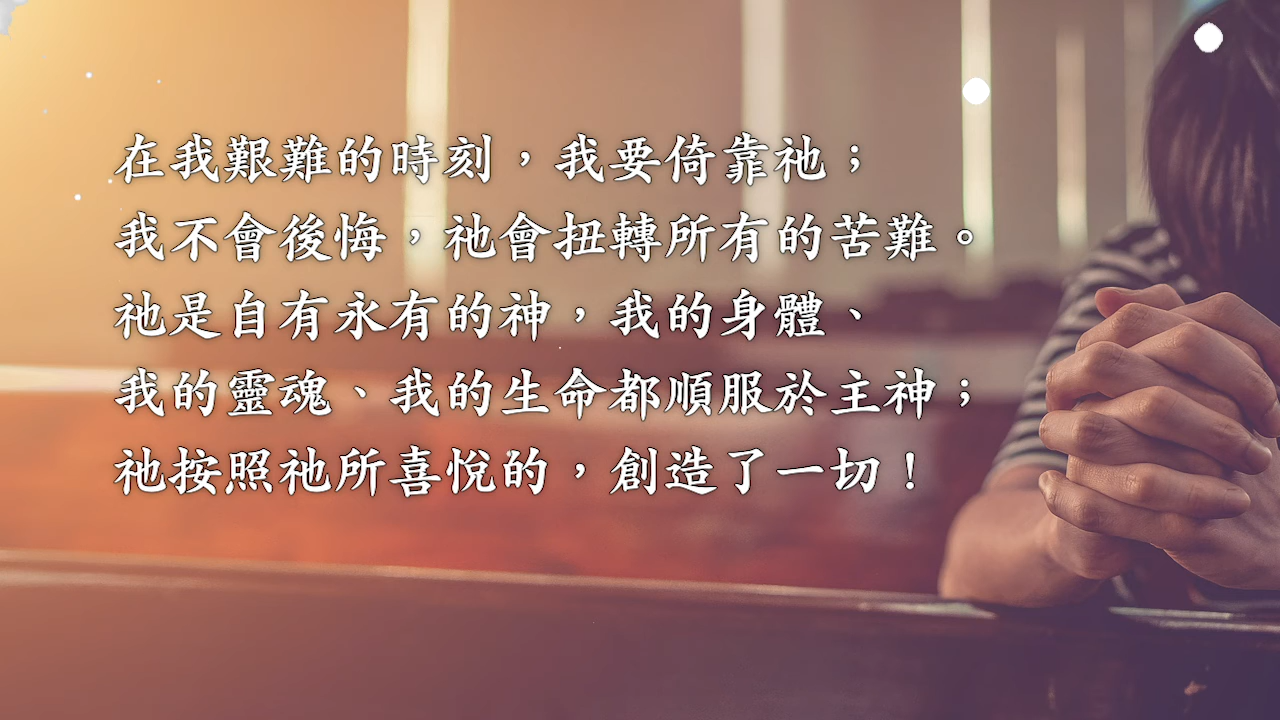 在我艱難的時刻，我要倚靠祂；
我不會後悔，祂會扭轉所有的苦難。
祂是自有永有的神，我的身體、
我的靈魂、我的生命都順服於主神；
祂按照祂所喜悅的，創造了一切！